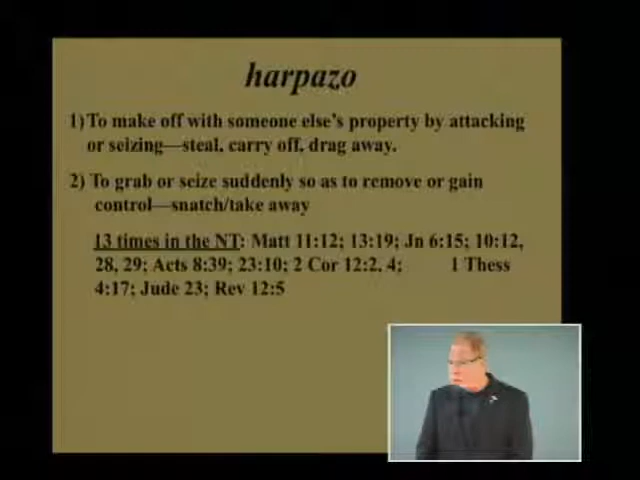 harpazo
1) To make off with someone else's property by attacking
or seizing—steal, carry off, drag away.
2) To grab or seize suddenly so as to remove or gain
control—snatch/take away
13 times in the NT: Matt 11:12; 13:19; Jn 6:15; 10:12,
28, 29; Acts 8:39; 23:10; 2 Cor 12:2, 4; 1 Thess
4:17; Jude 23; Rev 12:5